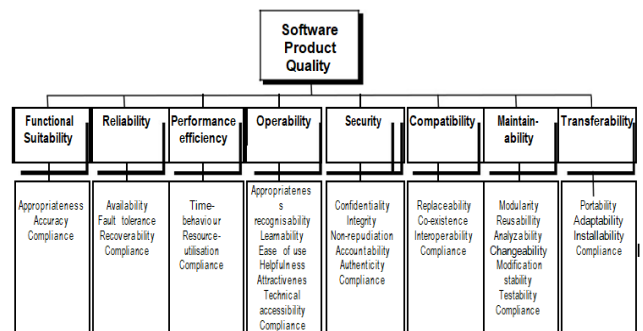 Software
Product
Quality
Functional
Suitability
Reliability
Performance
efficiency
Operability
Security
Compatibility
Maintain-
ability
Transferability
Appropriateness
Accuracy
Compliance
Availability
Fault tolerance
Recoverability
Compliance
Time-
behaviour
Resource-
utilisation
Compliance
Appropriatenes
s
recognisability
Learnability
Ease of use
Helpfulness
Attractivenes
Technical
accessibility
Compliance
Confidentiality
Integrity
Non-repudiation
Accountability
Authenticity
Compliance
Replaceability
Co-existence
Interoperability
Compliance
Modularity
Reusability
Analyzability
Changeability
Modification
stability
Testability
Compliance
Portability
Adaptability
Installability
Compliance